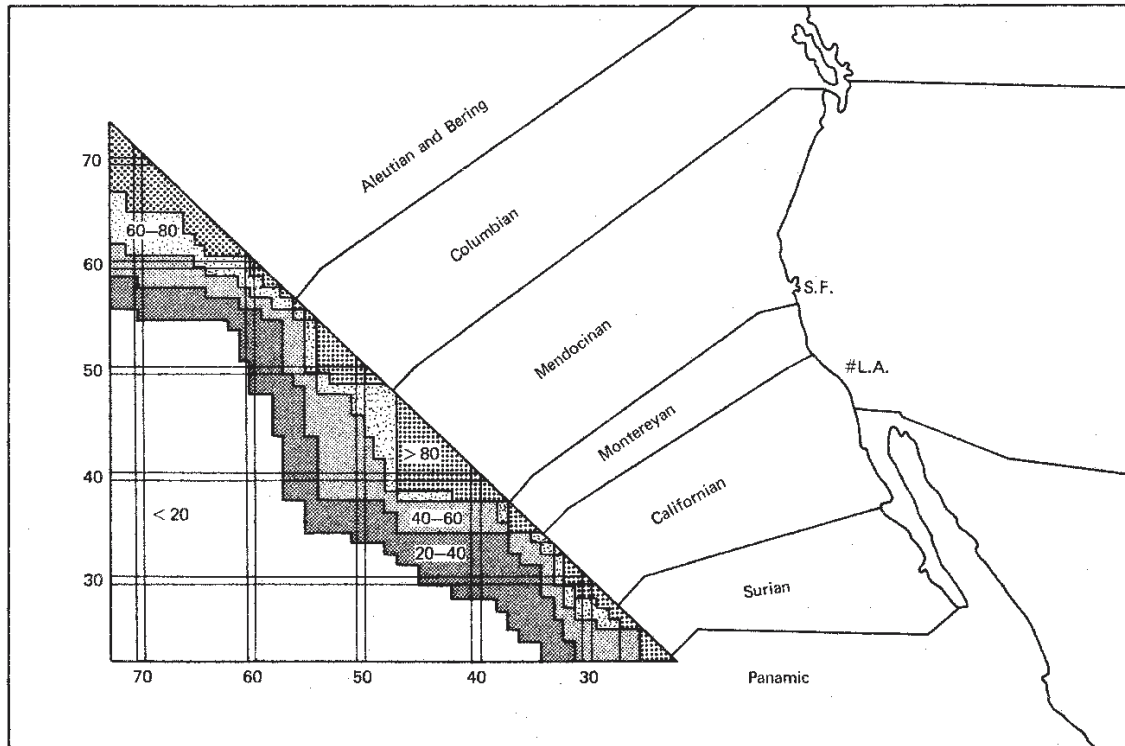 Aleutian and Bering
Columbian
Mendocinan
Montereyan
Californian
Surian
Panamic
S.F.
#L.A.
70
60
50
40
30
60–80
>80
40–60
20–40
<20
70
60
50
40
30